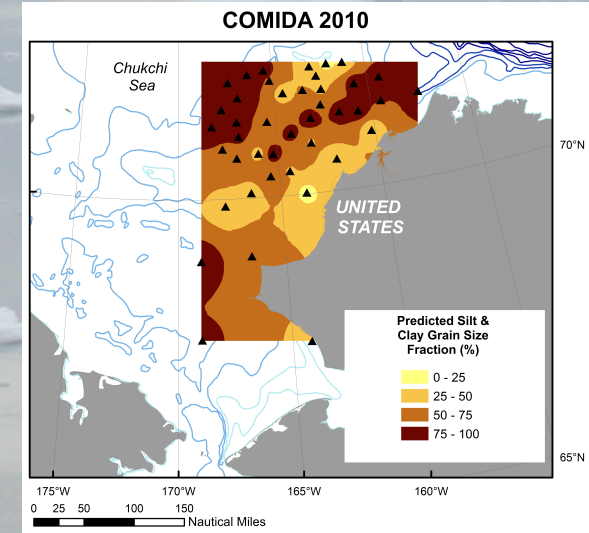 COMIDA 2010
Chukchi
Sea
70°N
UNITED
STATES
Predicted Silt &
Clay Grain Size
Fraction (%)
0 - 25
25 - 50
50 - 75
75 - 100
65°N
175°W 170°W 165°W 160°W
0 25 50 100 150
Nautical Miles